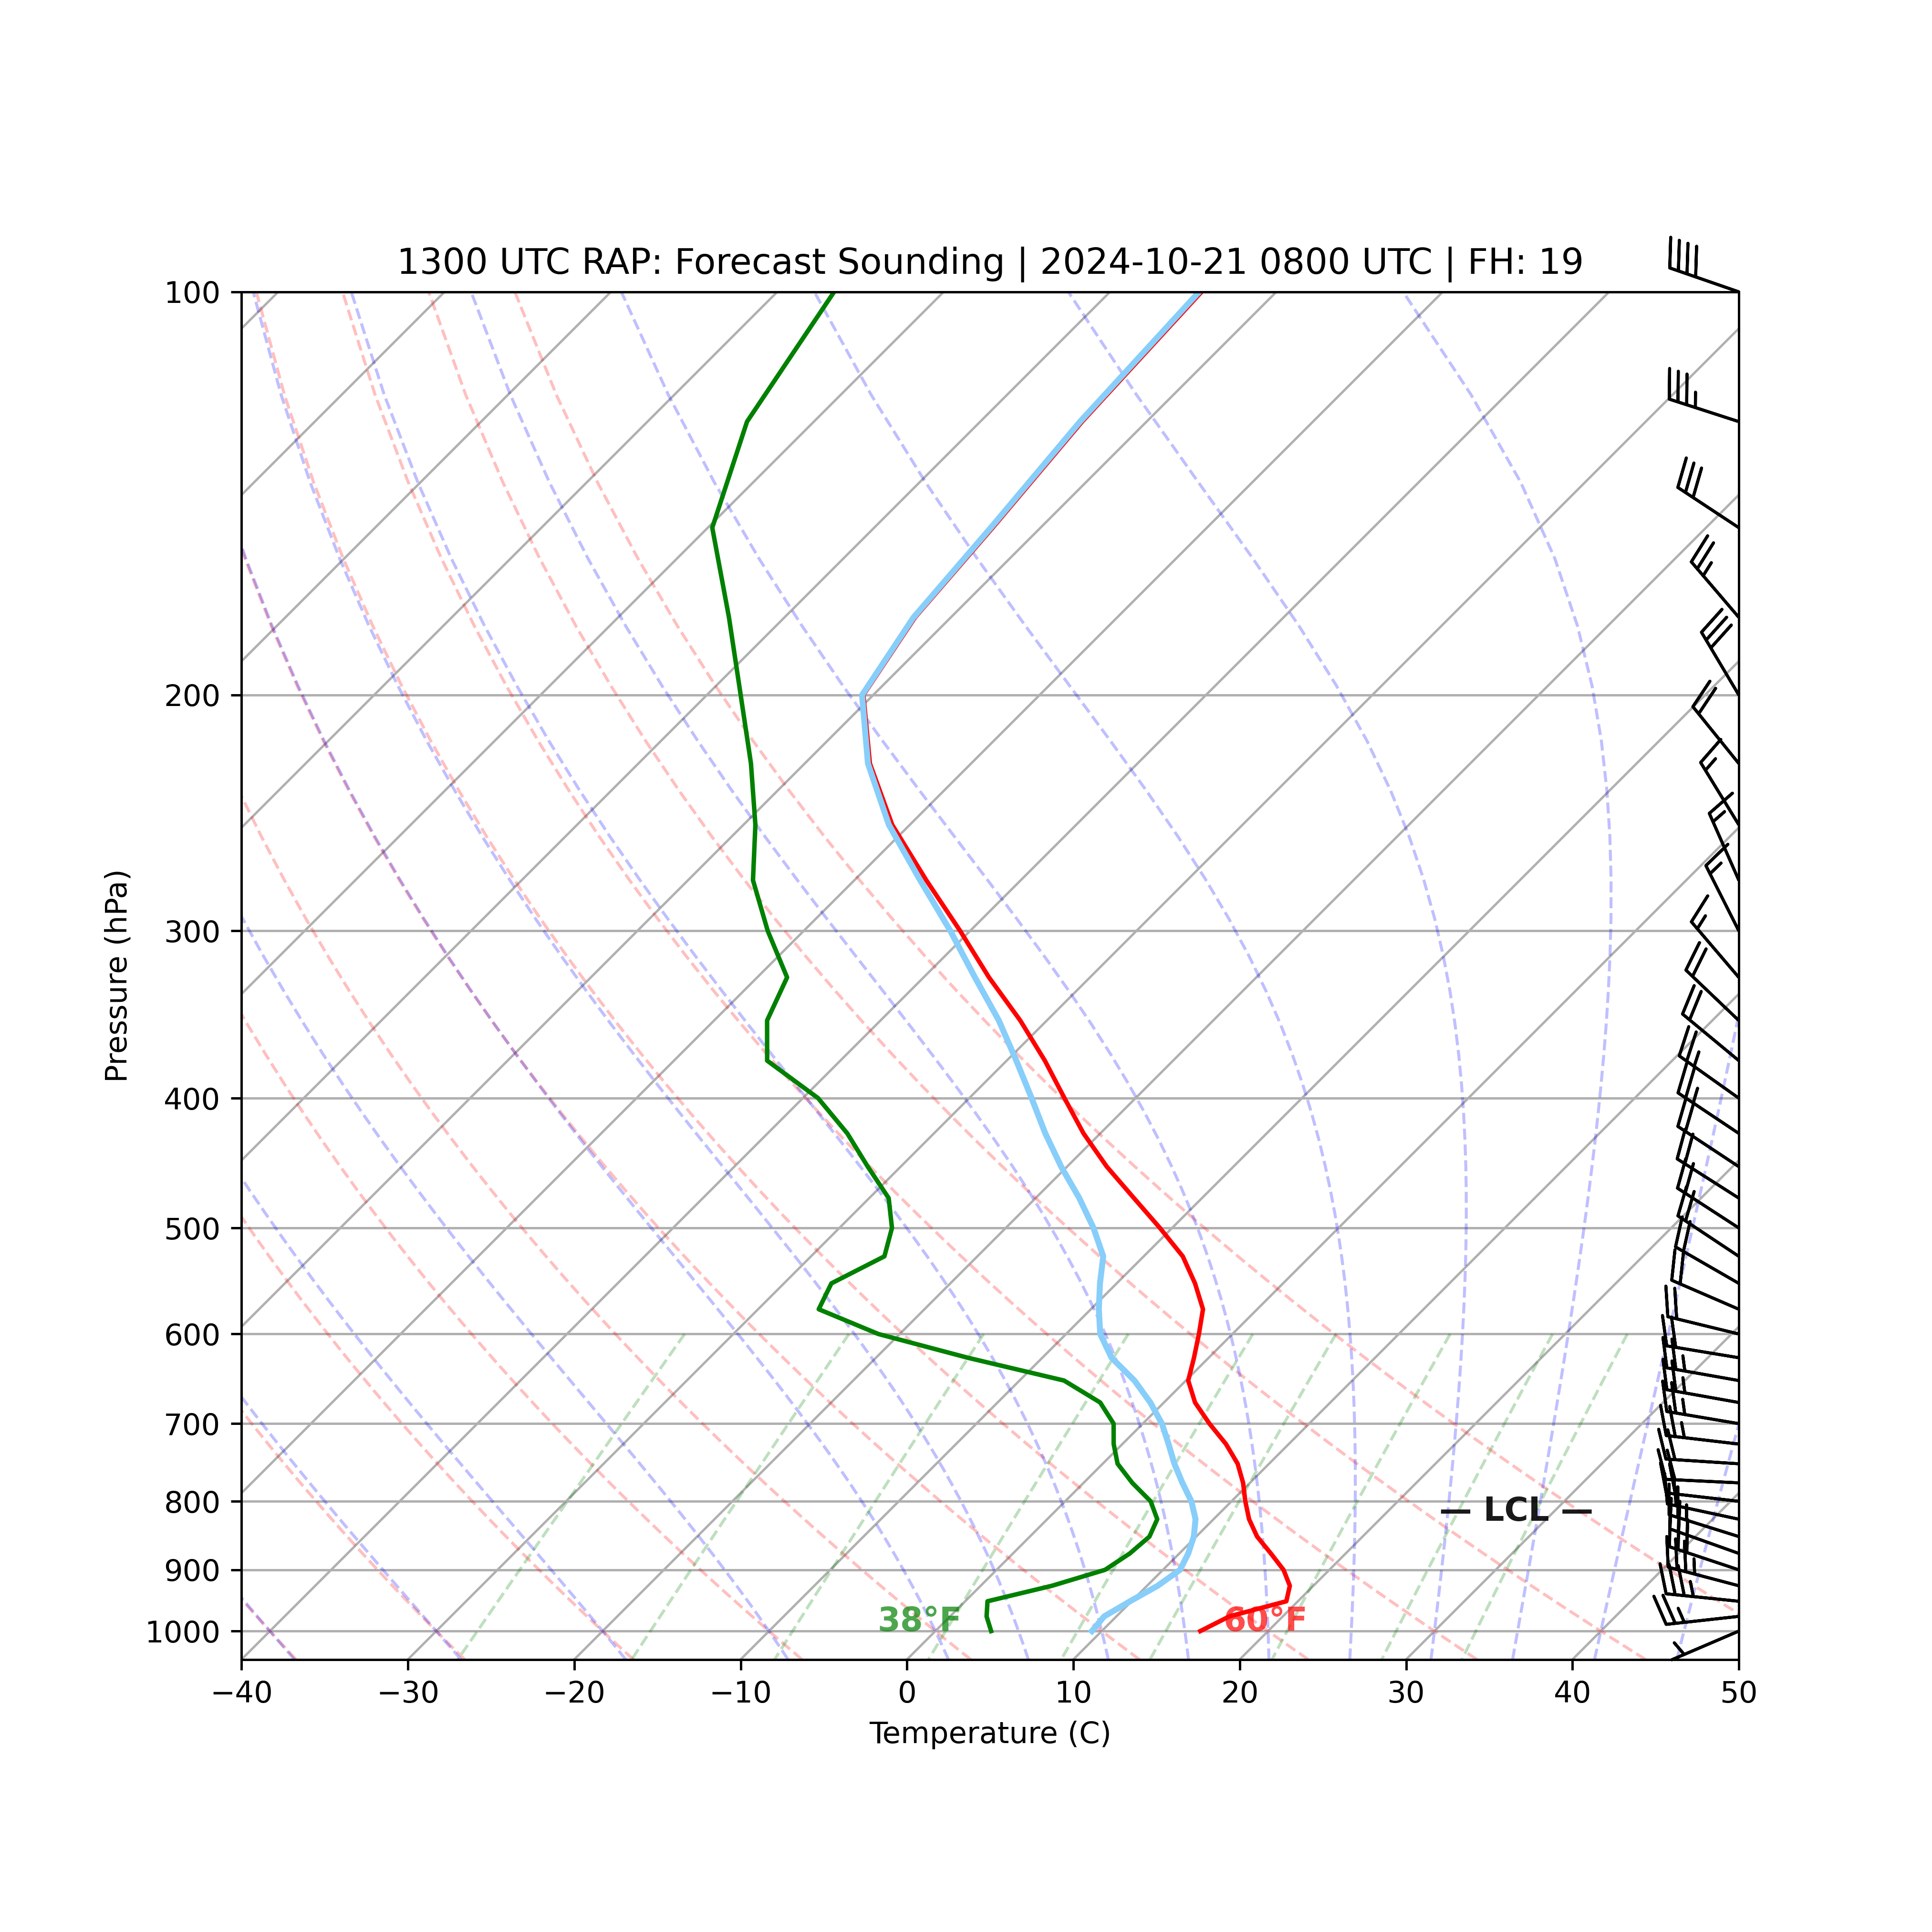 1300 UTC RAP: Forecast Sounding | 2024-10-21 0800 UTC | FH: 19
100
200
300
400
500
600
700
800
900
1000
Pressure (hPa)
— LCL —
38°F
60°F
−40 −30 −20 −10 0 10 20 30 40 50
Temperature (C)